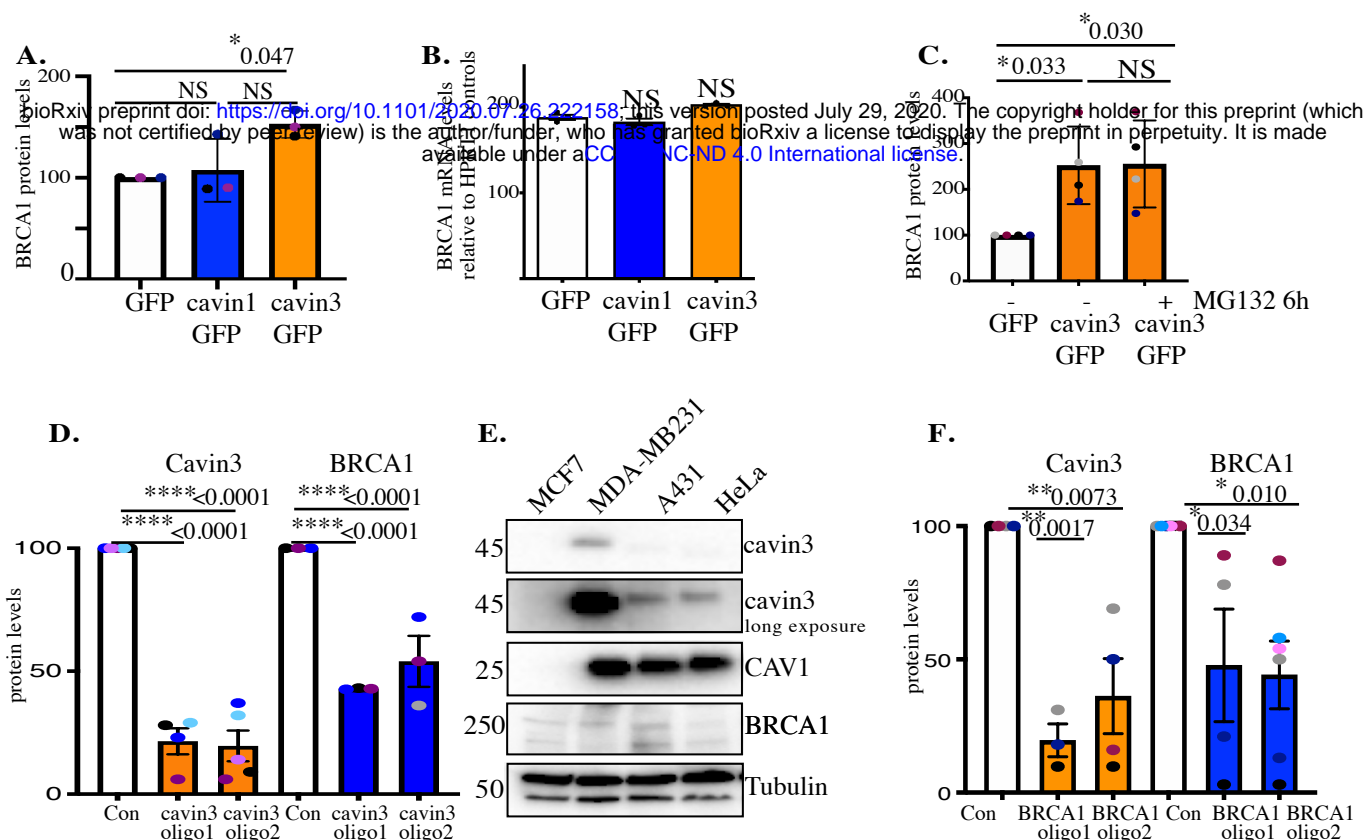 A.
*
0.047
NS
NS
BRCA1 protein levels
200
100
0
GFP
cavin1
GFP
cavin3
GFP
B.
NS
NS
BRCA1 mRNA levels
relative to HPRT1 controls
200
100
GFP
cavin1
GFP
cavin3
GFP
C.
*0.030
*0.033
NS
BRCA1 protein levels
400
300
200
100
0
- - + MG132 6h
GFP
cavin3
GFP
cavin3
GFP
bioRxiv preprint doi: https://doi.org/10.1101/2020.07.26.222158; this version posted July 29, 2020. The copyright holder for this preprint (which
was not certified by peer review) is the author/funder, who has granted bioRxiv a license to display the preprint in perpetuity. It is made
available under aCC-BY-NC-ND 4.0 International license.
D.
Cavin3
BRCA1
****<0.0001
****<0.0001
****<0.0001
****<0.0001
protein levels
100
50
0
Con
cavin3
oligo1
cavin3
oligo2
Con
cavin3
oligo1
cavin3
oligo2
E.
MCF7
MDA-MB231
A431
HeLa
45
cavin3
45
cavin3
long exposure
25
CAV1
250
BRCA1
50
Tubulin
F.
Cavin3
BRCA1
**0.0073
**
0.0017
*
0.010
*
0.034
protein levels
100
50
0
Con
BRCA1
oligo1
BRCA1
oligo2
Con
BRCA1
oligo1
BRCA1
oligo2